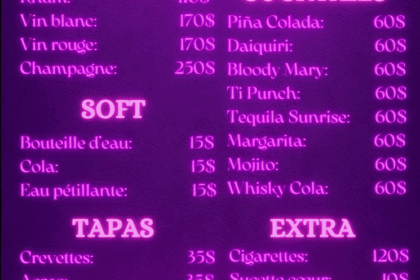 Vin blanc: 170$
Vin rouge: 170$
Champagne: 250$
SOFT
Bouteille d'eau: 15$
Cola: 15$
Eau pétillante: 15$
TAPAS
Crevettes: 35$
Piña Colada: 60$
Daiquiri: 60$
Bloody Mary: 60$
Ti Punch: 60$
Tequila Sunrise: 60$
Margarita: 60$
Mojito: 60$
Whisky Cola: 60$
EXTRA
Cigarettes: 120$